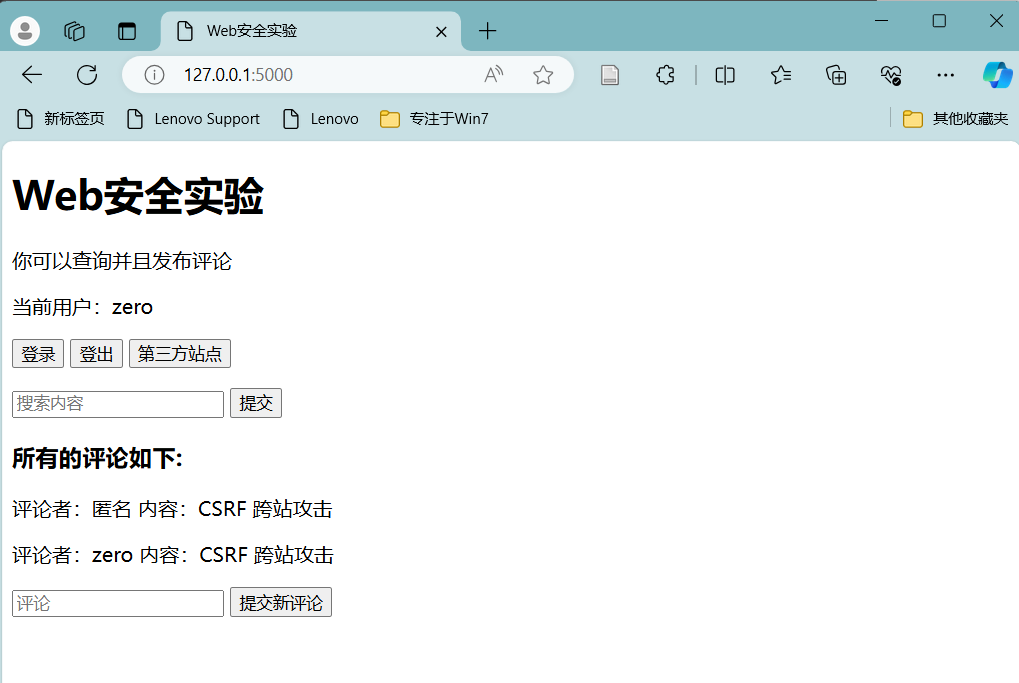 Web安全实验
127.0.0.1:5000
新标签页 Lenovo Support Lenovo 专注于Win7 其他收藏夹
Web安全实验
你可以查询并且发布评论
当前用户：zero
登录 登出 第三方站点
搜索内容 提交
所有的评论如下:
评论者：匿名 内容：CSRF 跨站攻击
评论者：zero 内容：CSRF 跨站攻击
评论 提交新评论